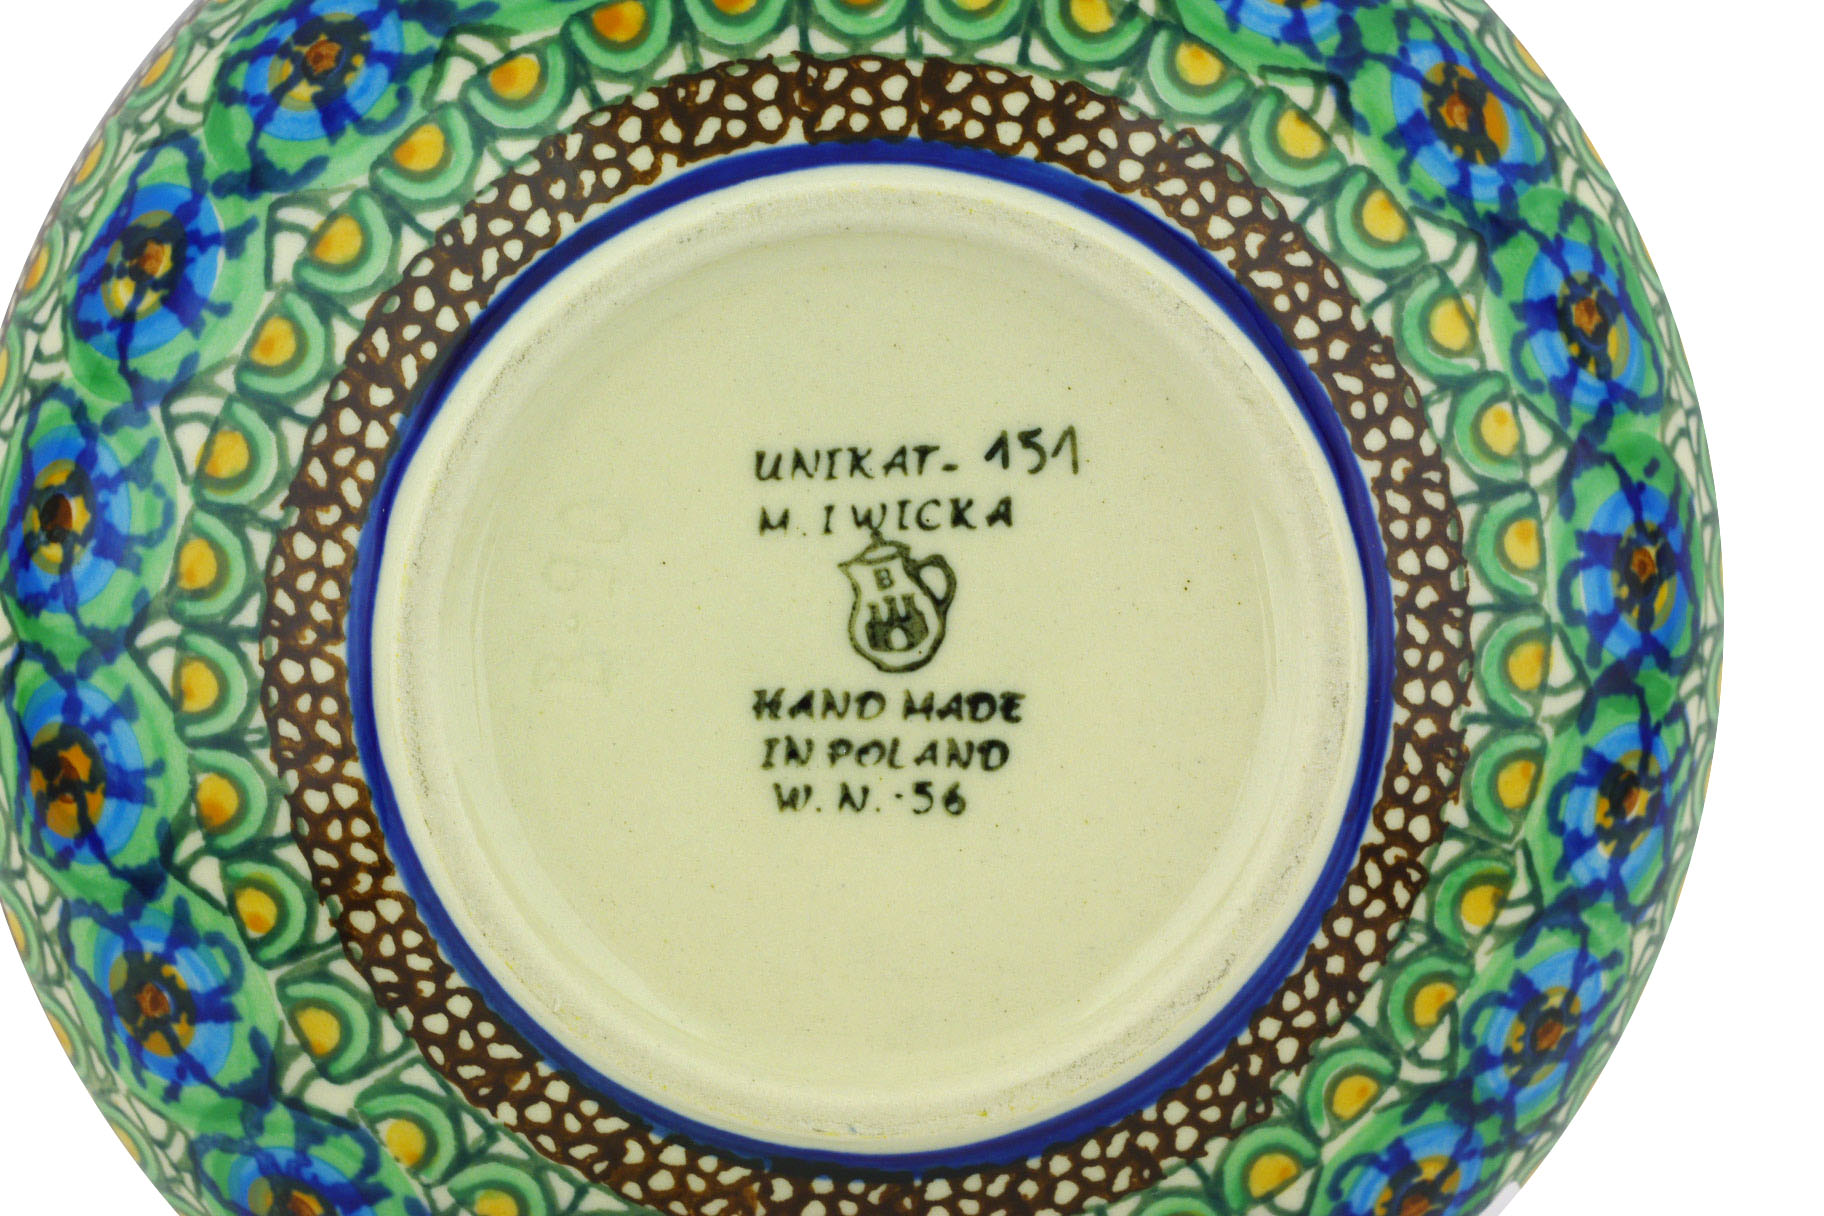 UNIKAT- 151
M. IWICKA
B
HAND MADE
IN POLAND
W. N. -56